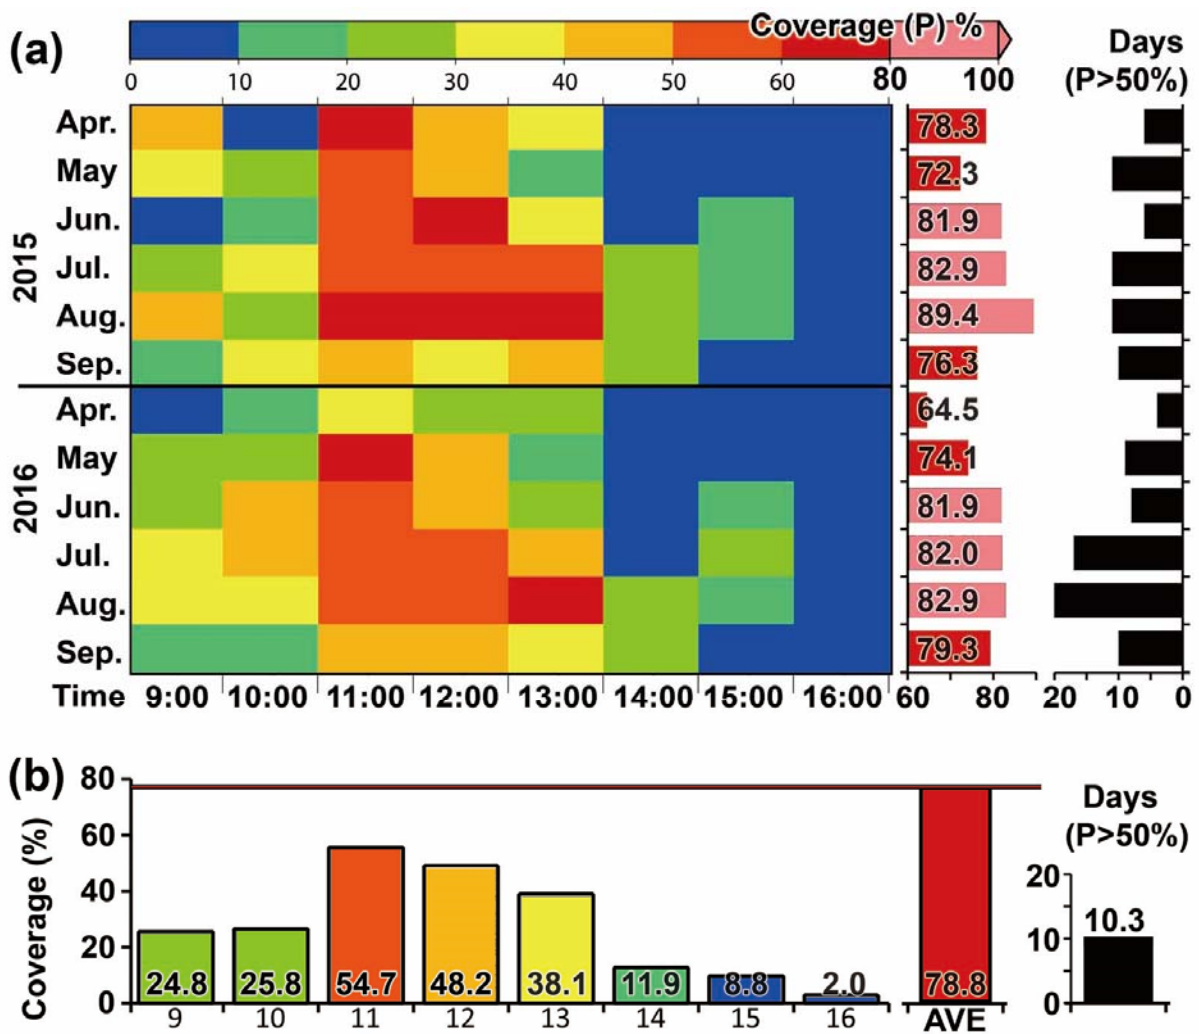 (a)
Coverage (P) %
0 10 20 30 40 50 60 80 100
Days
(P>50%)
2015
Apr. 78.3
May 72.3
Jun. 81.9
Jul. 82.9
Aug. 89.4
Sep. 76.3
2016
Apr. 64.5
May 74.1
Jun. 81.9
Jul. 82.0
Aug. 82.9
Sep. 79.3
Time 9:00 10:00 11:00 12:00 13:00 14:00 15:00 16:00 60 80 20 10 0
(b)
Coverage (%)
80
60
40
20
0
24.8 25.8 54.7 48.2 38.1 11.9 8.8 2.0 78.8
9 10 11 12 13 14 15 16 AVE
Days
(P>50%)
20
10
0
10.3